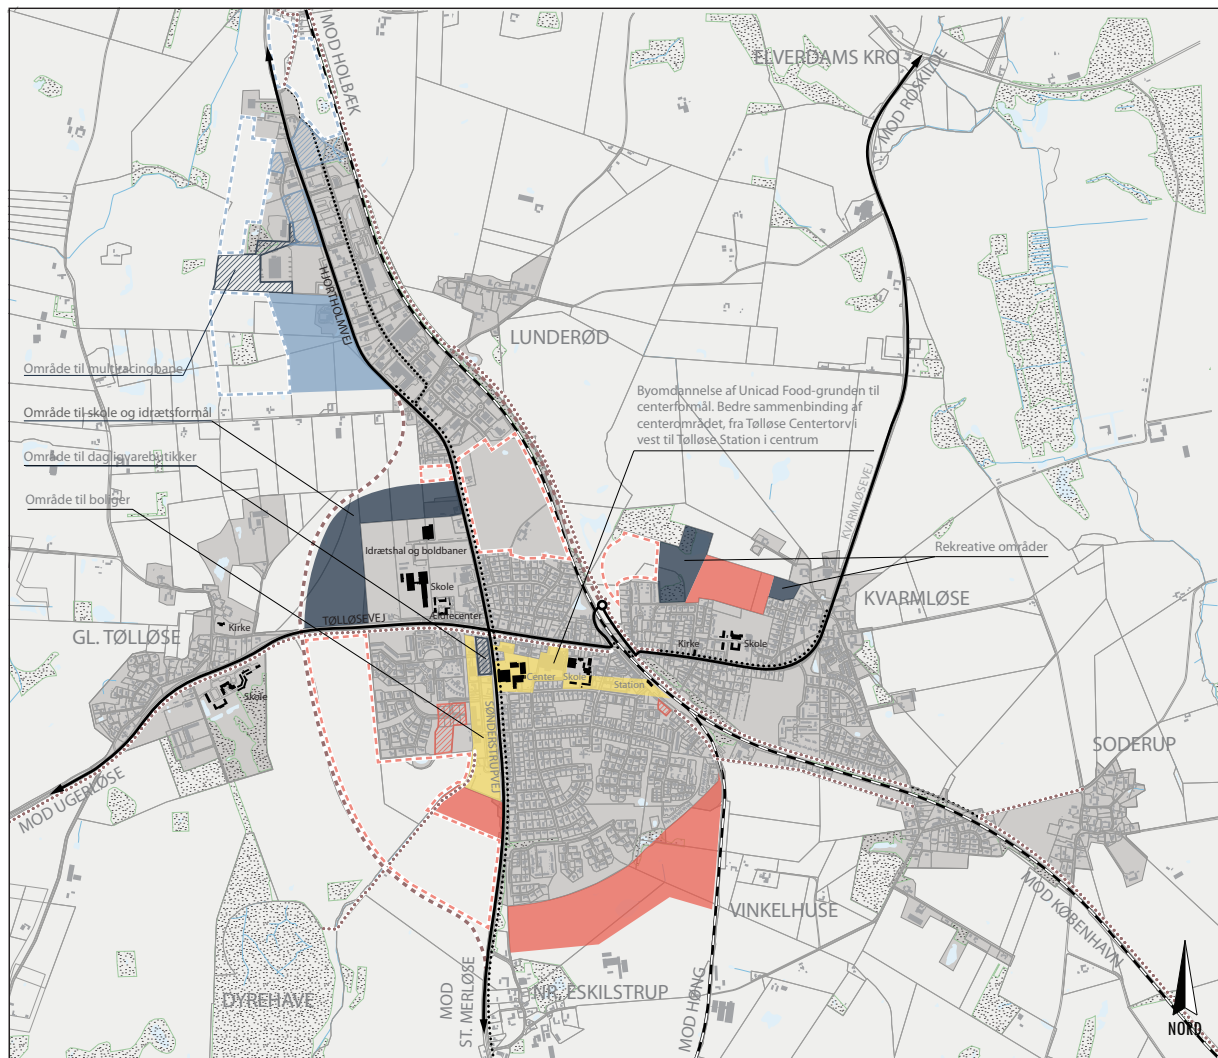 MOD HOLBÆK
ELVERDAMS KRO
MOD RØSKILDE
HJORTHOLMVEJ
LUNDERØD
Område til multiracingbane
Område til skole og idrætsformål
Område til dagligvarebutikker
Område til boliger
Byomdannelse af Unicad Food-grunden til
centerformål. Bedre sammenbinding af
centerområdet, fra Tølløse Centertorv i
vest til Tølløse Station i centrum
KVARMLØSEVEJ
Rekreative områder
Idrætshal og boldbaner
Skole
Ældrecenter
TØLLØSEVEJ
KVARMLØSE
GL. TØLLØSE
Kirke
Kirke
Skole
Center
Skole
Station
Skole
SØNDERSTRUPVEJ
SODERUP
MOD UGERLØSE
VINKELHUSE
MOD KØBENHAVN
DYREHAVE
MOD
ST. MERLØSE
NR. ESKILSTRUP
MOD HØNG
NORD